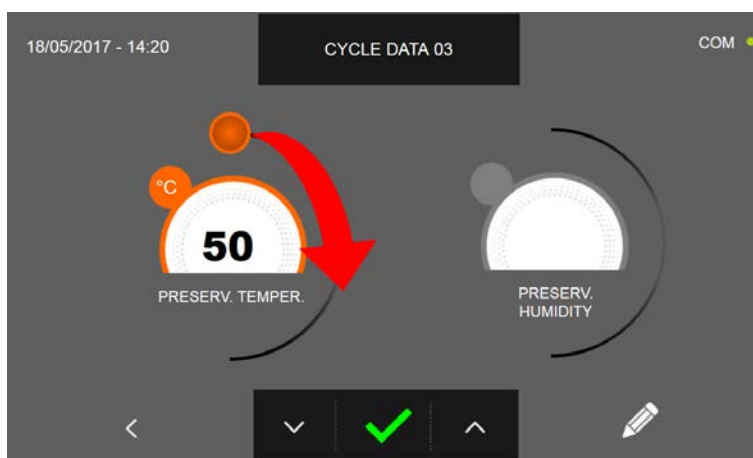 18/05/2017 - 14:20
CYCLE DATA 03
COM
°C
50
PRESERV. TEMPER.
PRESERV.
HUMIDITY